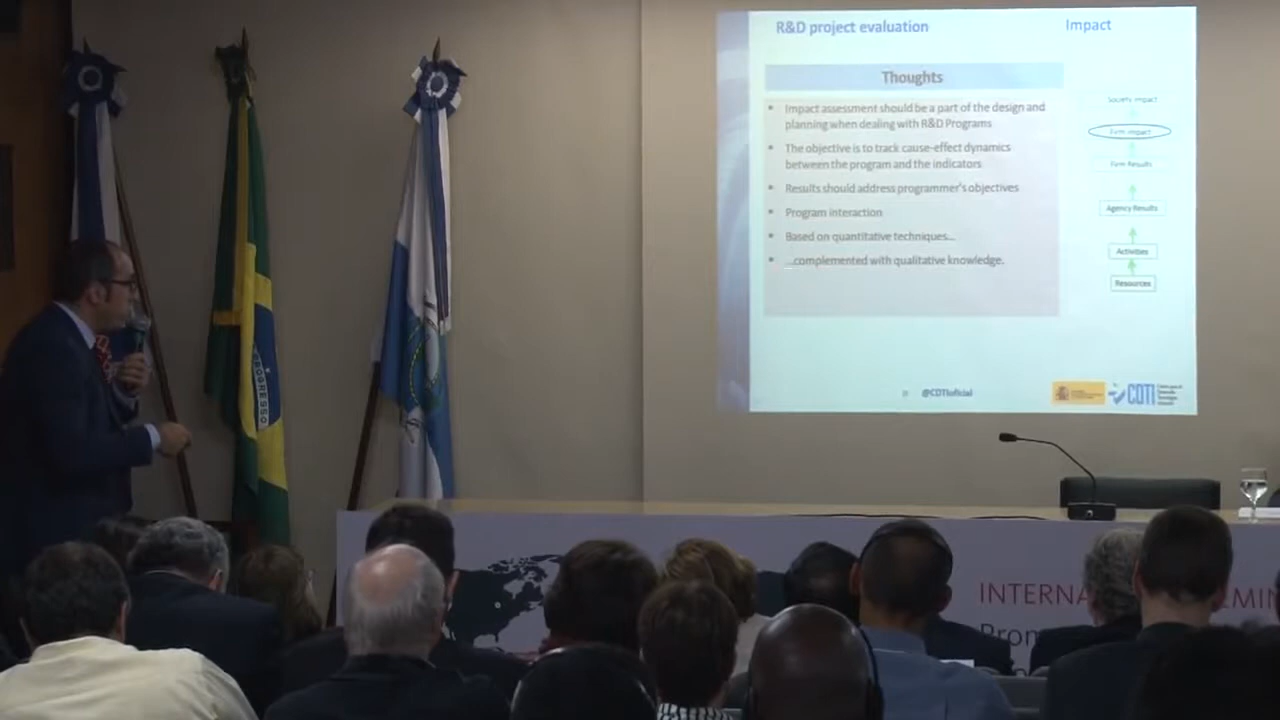 R&D project evaluation
Impact
Thoughts
Impact assessment should be a part of the design and
planning when dealing with R&D Programs
The objective is to track cause-effect dynamics
between the program and the indicators
Results should address programmer's objectives
Program interaction
Based on quantitative techniques...
...complemented with qualitative knowledge.
Society Impact
Firm Impact
Firm Results
Agency Results
Activities
Resources
@CDTIoficial
CDTI
PROGRESSO
INTERNA
EMIN